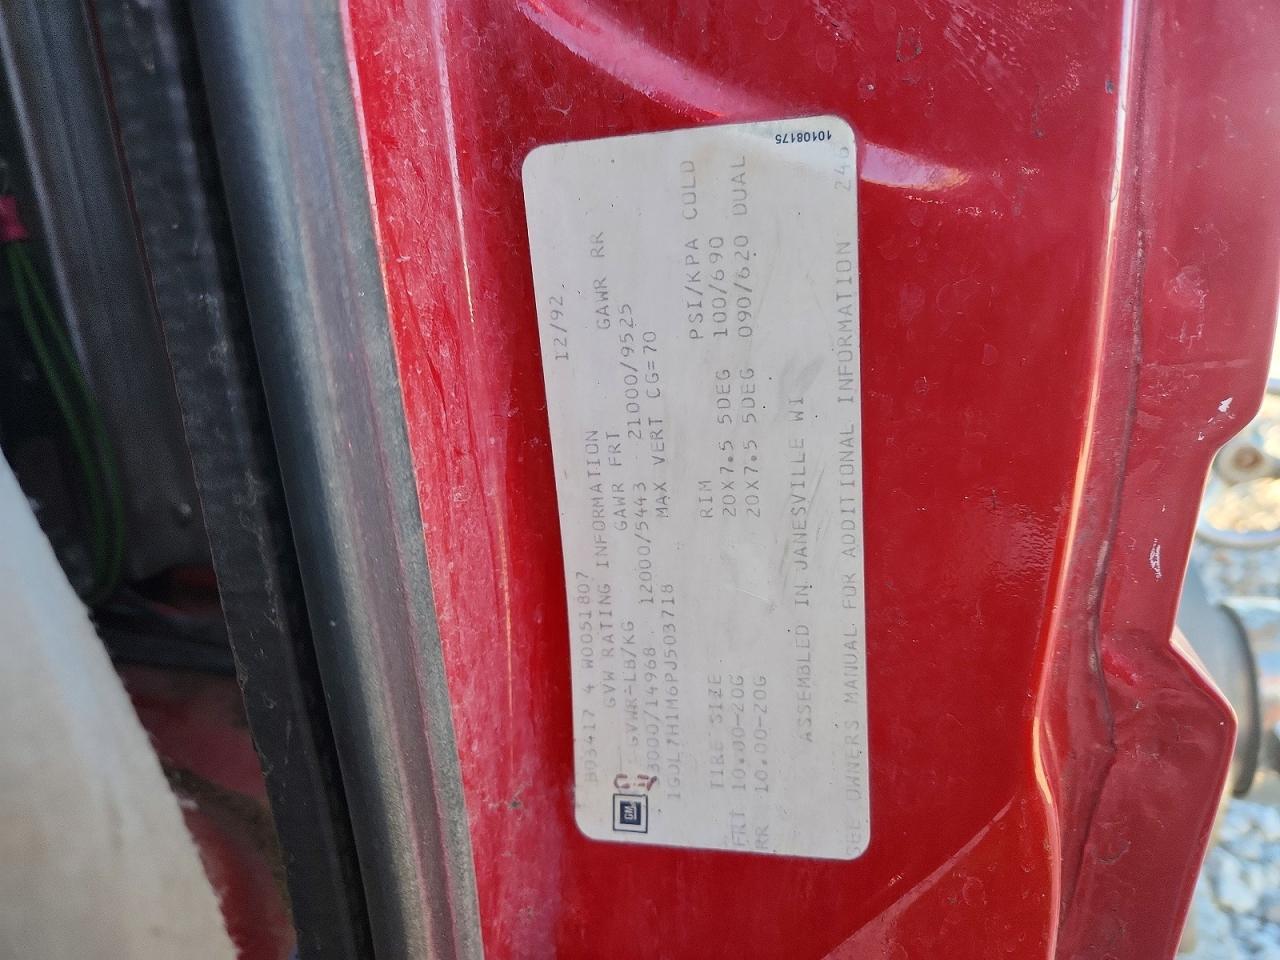 10108175
12/92
B03417 4 W0051807
GVW RATING INFORMATION
GVWR-LB/KG GAWR FRT GAWR RR
33000/14968 12000/5443 21000/9525
1GDL7H1M6PJ503718 MAX VERT CG=70
TIRE SIZE RIM PSI/KPA COLD
FRT 10.00-20G 20X7.5 5DEG 100/690
RR 10.00-20G 20X7.5 5DEG 090/620 DUAL
ASSEMBLED IN JANESVILLE WI
SEE OWNERS MANUAL FOR ADDITIONAL INFORMATION 246
GM